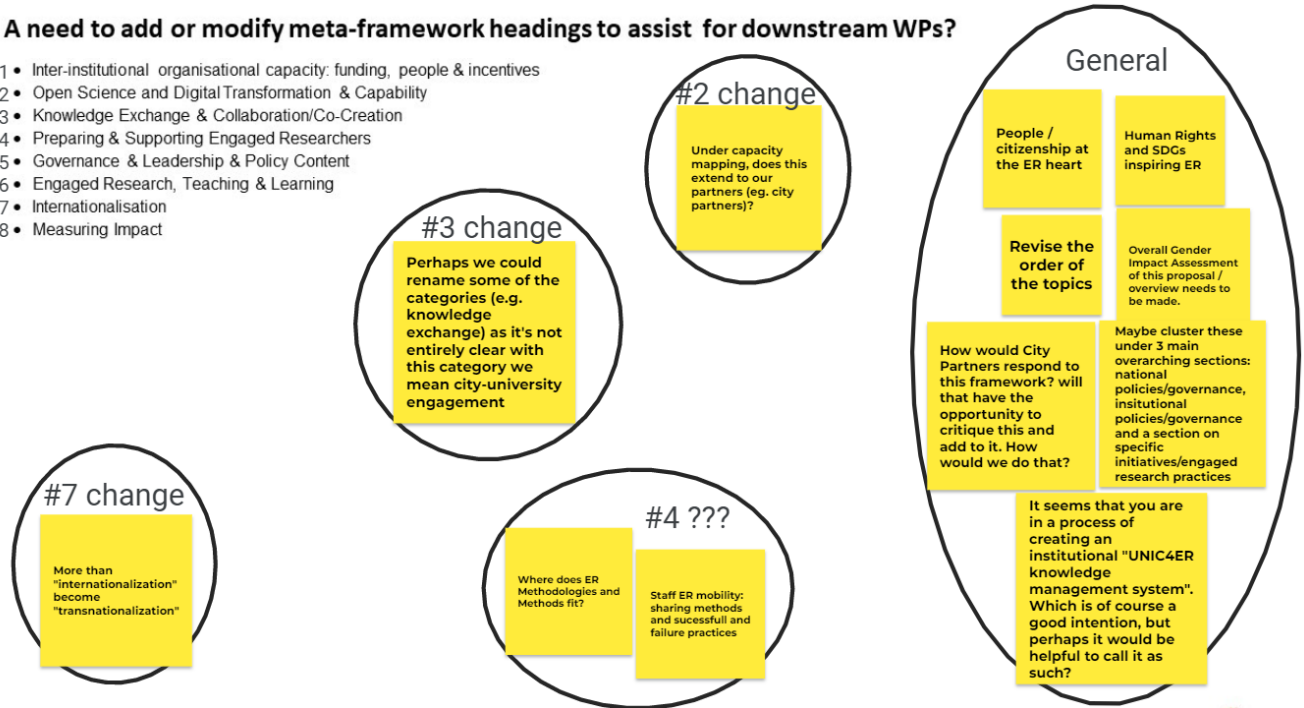 A need to add or modify meta-framework headings to assist for downstream WPs?
1 • Inter-institutional organisational capacity: funding, people & incentives
2 • Open Science and Digital Transformation & Capability
3 • Knowledge Exchange & Collaboration/Co-Creation
4 • Preparing & Supporting Engaged Researchers
5 • Governance & Leadership & Policy Content
6 • Engaged Research, Teaching & Learning
7 • Internationalisation
8 • Measuring Impact
#2 change
Under capacity
mapping, does this
extend to our
partners (eg. city
partners)?
#3 change
Perhaps we could
rename some of the
categories (e.g.
knowledge
exchange) as it's not
entirely clear with
this category we
mean city-university
engagement
#7 change
More than
"internationalization"
become
"transnationalization"
#4 ???
Where does ER
Methodologies and
Methods fit?
Staff ER mobility:
sharing methods
and sucessfull and
failure practices
General
People /
citizenship at
the ER heart
Human Rights
and SDGs
inspiring ER
Revise the
order of
the topics
Overall Gender
Impact Assessment
of this proposal /
overview needs to
be made.
How would City
Partners respond to
this framework? will
that have the
opportunity to
critique this and
add to it. How
would we do that?
Maybe cluster these
under 3 main
overarching sections:
national
policies/governance,
insitutional
policies/governance
and a section on
specific
initiatives/engaged
research practices
It seems that you are
in a process of
creating an
institutional "UNIC4ER
knowledge
management system".
Which is of course a
good intention, but
perhaps it would be
helpful to call it as
such?